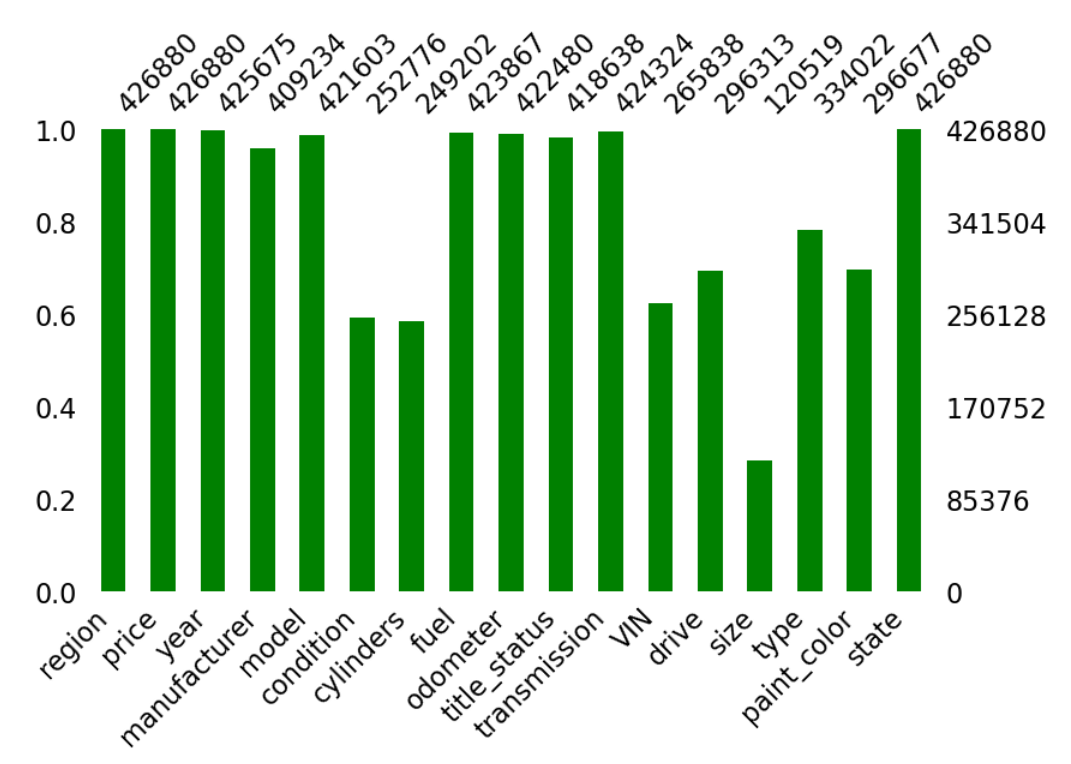 426880
426880
425675
409234
421603
252776
249202
423867
422480
418638
424324
265838
296313
120519
334022
296677
426880
1.0
426880
0.8
341504
0.6
256128
0.4
170752
0.2
85376
0.0
0
region
price
year
manufacturer
model
condition
cylinders
fuel
odometer
title_status
transmission
VIN
drive
size
type
paint_color
state